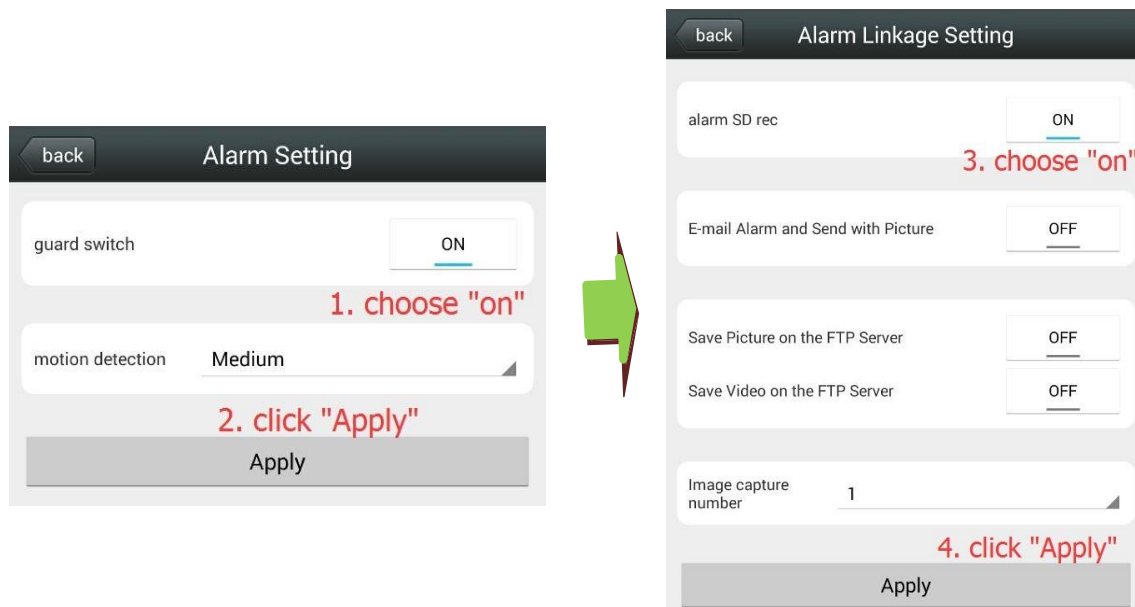 back
Alarm Setting
guard switch
ON
1. choose "on"
motion detection
Medium
2. click "Apply"
Apply
back
Alarm Linkage Setting
alarm SD rec
ON
3. choose "on"
E-mail Alarm and Send with Picture
OFF
Save Picture on the FTP Server
OFF
Save Video on the FTP Server
OFF
Image capture
number
1
4. click "Apply"
Apply